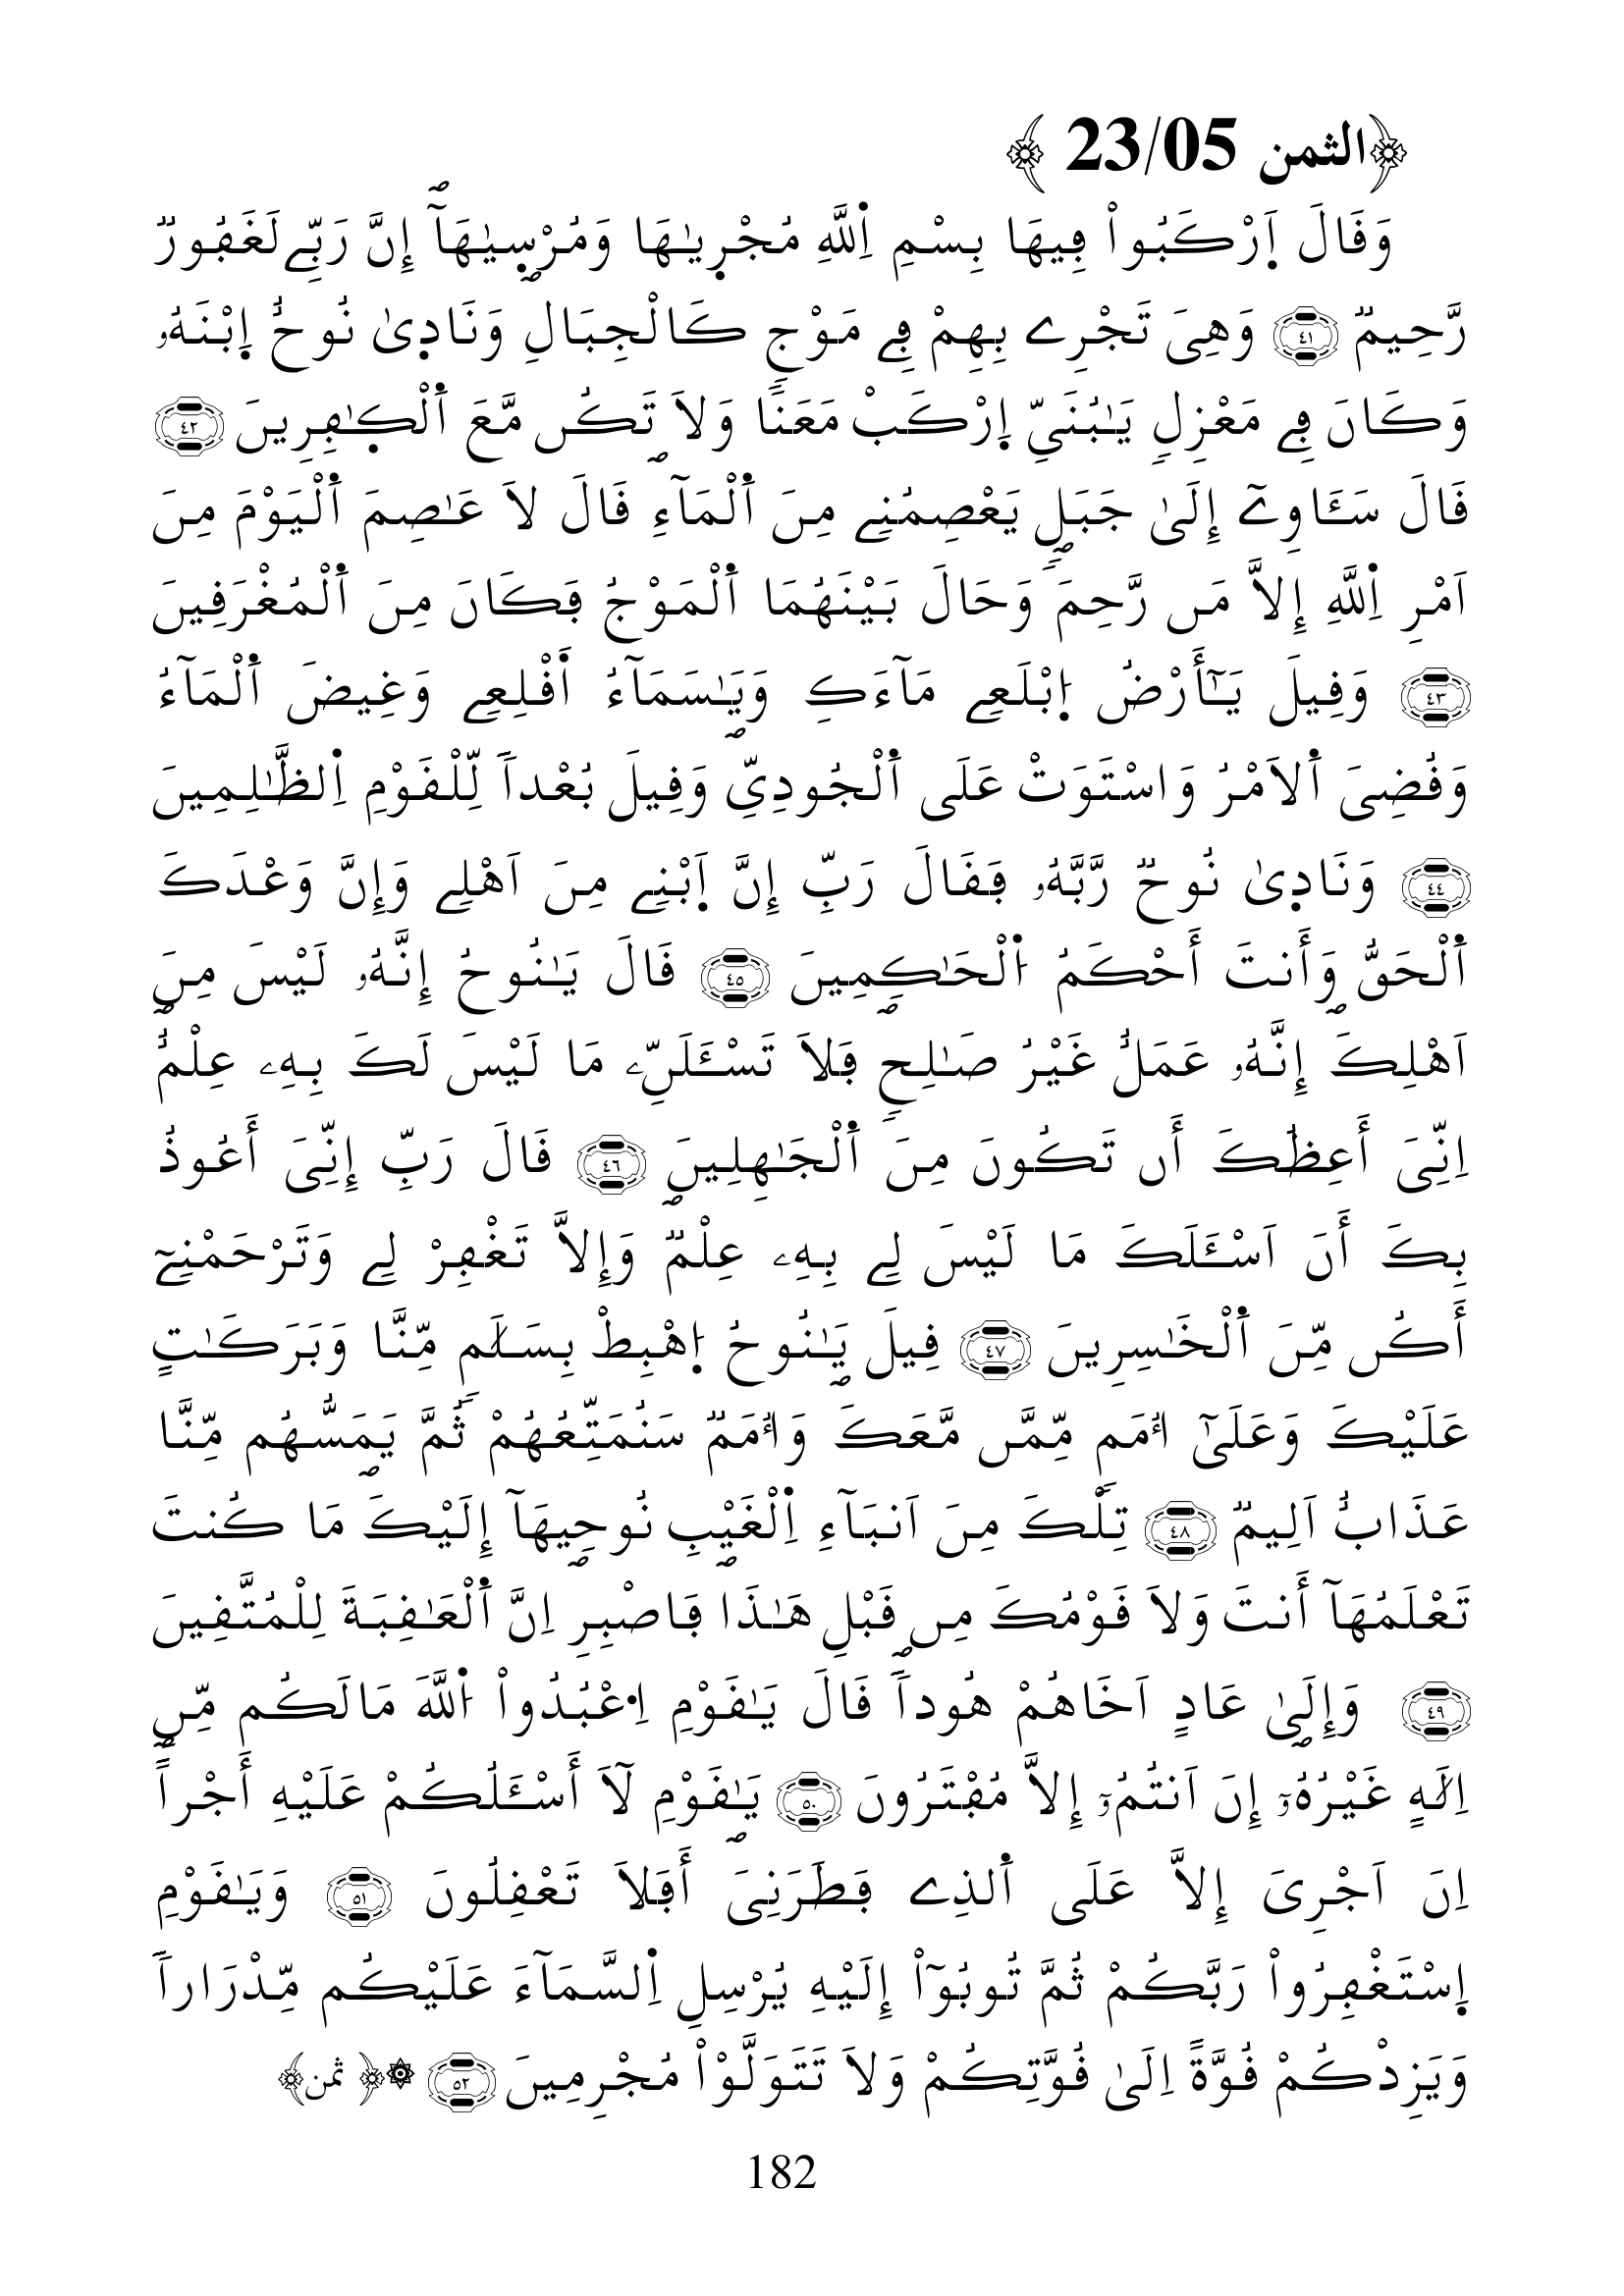 ﴿الثمن 23/05 ﴾
وَقَالَ اَ۪رْكَبُواْ فِيهَا بِسْمِ اِ۬للَّهِ مُجْر۪يٰهَا وَمُرْس۪يٰهَآۖ إِنَّ رَبِّے لَغَفُورٞ
رَّحِيمٞ ٤١ وَهِيَ تَجْرِے بِهِمْ فِے مَوْجٖ كَالْجِبَالِ وَنَاد۪يٰ نُوحٌ اِ۪بْنَهُۥ
وَكَانَ فِے مَعْزِلٖ يَٰبُنَيِّ اِ۪رْكَبْ مَعَنَا وَلَا تَكُن مَّعَ اَ۬لْكٰ۪فِرِينَۖ ٤٢
قَالَ سَـَٔاوِےٓ إِلَىٰ جَبَلٖ يَعْصِمُنِے مِنَ اَ۬لْمَآءِ قَالَ لَا عَٰصِمَ اَ۬لْيَوْمَ مِنَ
اَمْرِ اِ۬للَّهِ إِلَّا مَن رَّحِمَۖ وَحَالَ بَيْنَهُمَا اَ۬لْمَوْجُ فَكَانَ مِنَ اَ۬لْمُغْرَقِينَ
٤٣ وَقِيلَ يَٰٓأَرْضُ اُ۪بْلَعِے مَآءَكِ وَيَٰسَمَآءُ اَ۬قْلِعِےۖ وَغِيضَ اَ۬لْمَآءُ
وَقُضِيَ اَ۬لَامْرُ وَاسْتَوَتْ عَلَى اَ۬لْجُودِيِّ وَقِيلَ بُعْداٗ لِّلْقَوْمِ اِ۬لظَّٰلِمِينَ
٤٤ وَنَاد۪يٰ نُوحٞ رَّبَّهُۥ فَقَالَ رَبِّ إِنَّ اَ۪بْنِے مِنَ اَهْلِے وَإِنَّ وَعْدَكَ
اَ۬لْحَقُّ وَأَنتَ أَحْكَمُ اُ۬لْحَٰكِمِينَۖ ٤٥ قَالَ يَٰنُوحُ إِنَّهُۥ لَيْسَ مِنَ
اَهْلِكَۖ إِنَّهُۥ عَمَلٌ غَيْرُ صَٰلِحٖ فَلَا تَسْـَٔلَنِّۦ مَا لَيْسَ لَكَ بِهِۦ عِلْمٌ
اِنِّيَ أَعِظُكَ أَن تَكُونَ مِنَ اَ۬لْجَٰهِلِينَۖ ٤٦ قَالَ رَبِّ إِنِّيَ أَعُوذُ
بِكَ أَنَ اَسْـَٔلَكَ مَا لَيْسَ لِے بِهِۦ عِلْمٞ وَإِلَّا تَغْفِرْ لِے وَتَرْحَمْنِےٓ
أَكُن مِّنَ اَ۬لْخَٰسِرِينَ ٤٧ قِيلَ يَٰنُوحُ اُ۪هْبِطْ بِسَلَٰمٖ مِّنَّا وَبَرَكَٰتٍ
عَلَيْكَ وَعَلَىٰٓ أُمَمٖ مِّمَّن مَّعَكَۖ وَأُمَمٞ سَنُمَتِّعُهُمْ ثُمَّ يَمَسُّهُم مِّنَّا
عَذَابٌ اَلِيمٞۖ ٤٨ تِلْكَ مِنَ اَنۢبَآءِ اِ۬لْغَيْبِ نُوحِيهَآ إِلَيْكَۖ مَا كُنتَ
تَعْلَمُهَآ أَنتَ وَلَا قَوْمُكَ مِن قَبْلِ هَٰذَاۖ فَاصْبِرِ اِنَّ اَ۬لْعَٰقِبَةَ لِلْمُتَّقِينَۖ
٤٩ وَإِلَىٰ عَادٍ اَخَاهُمْ هُوداٗۖ قَالَ يَٰقَوْمِ اِ۟عْبُدُواْ اُ۬للَّهَ مَالَكُم مِّنِ
اِلَٰهٍ غَيْرُهُۥٓ إِنَ اَنتُمُۥٓ إِلَّا مُفْتَرُونَۖ ٥٠ يَٰقَوْمِ لَآ أَسْـَٔلُكُمْ عَلَيْهِ أَجْراًۖ
اِنَ اَجْرِيَ إِلَّا عَلَى اَ۬لذِے فَطَرَنِيَ أَفَلَا تَعْقِلُونَ ٥١ وَيَٰقَوْمِ
اِ۪سْتَغْفِرُواْ رَبَّكُمْ ثُمَّ تُوبُوٓاْ إِلَيْهِ يُرْسِلِ اِ۬لسَّمَآءَ عَلَيْكُم مِّدْرَاراٗ
وَيَزِدْكُمْ قُوَّةً اِلَىٰ قُوَّتِكُمْ وَلَا تَتَوَلَّوْاْ مُجْرِمِينَ ٥٢ ۞﴿ ثمن﴾
182